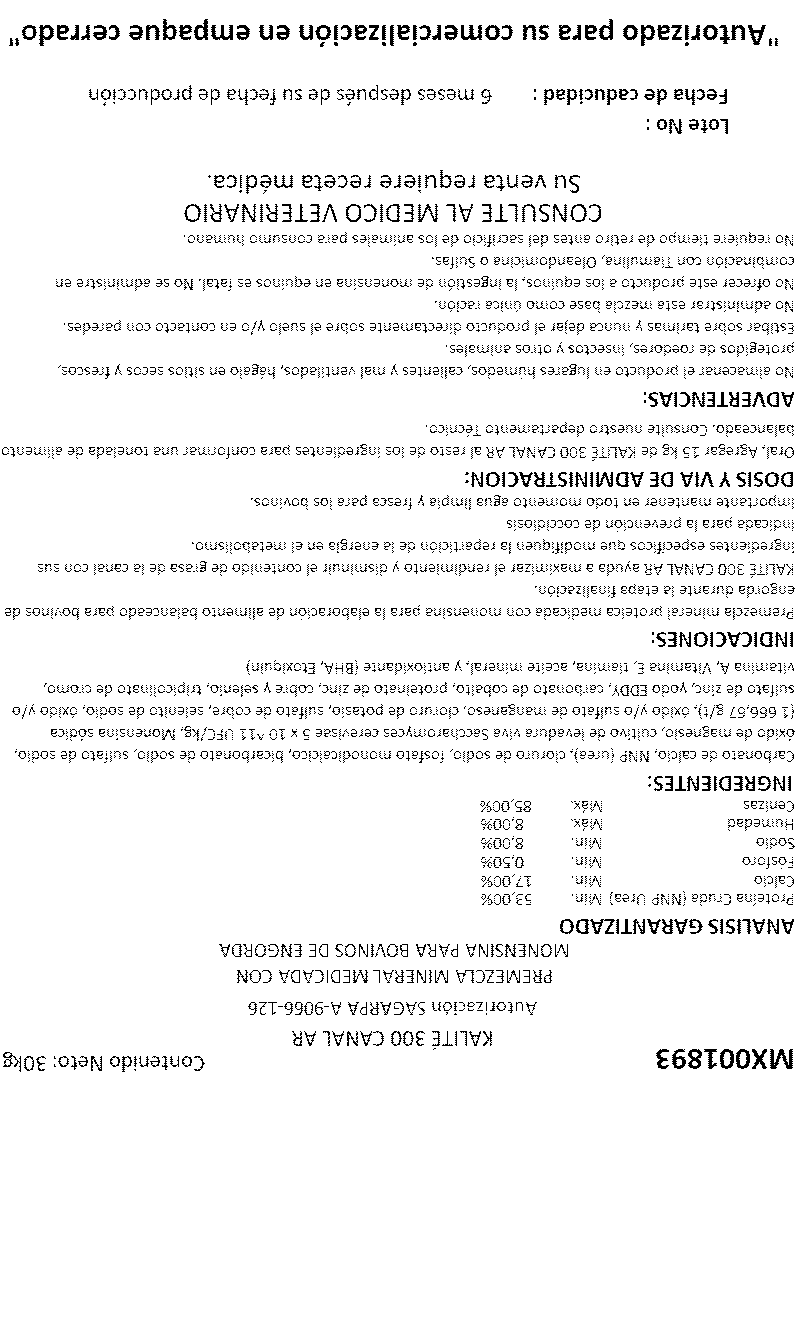 MX001893 Contenido Neto: 30kg
KALITÉ 300 CANAL AR
Autorización SAGARPA A-9066-126
PREMEZCLA MINERAL MEDICADA CON
MONENSINA PARA BOVINOS DE ENGORDA
ANALISIS GARANTIZADO
Proteína Cruda (NNP Urea) Min. 53,00%
Calcio Min. 17,00%
Fósforo Min. 0,50%
Sodio Min. 8,00%
Humedad Máx. 8,00%
Cenizas Máx. 85,00%
INGREDIENTES:
Carbonato de calcio, NNP (urea), cloruro de sodio, fosfato monodicalcico, bicarbonato de sodio, sulfato de sodio,
óxido de magnesio, cultivo de levadura viva Saccharomyces cerevisae 5 x 10 ^11 UFC/kg, Monensina sódica
(1 666,57 g/t), óxido y/o sulfato de manganeso, cloruro de potasio, sulfato de cobre, selenito de sodio, óxido y/o
sulfato de zinc, yodo EDDY, carbonato de cobalto, proteinato de zinc, cobre y selenio, tripicolinato de cromo,
vitamina A, Vitamina E, tiamina, aceite mineral, y antioxidante (BHA, Etoxiquin)
INDICACIONES:
Premezcla mineral proteica medicada con monensina para la elaboración de alimento balanceado para bovinos de
engorda durante la etapa finalización.
KALITÉ 300 CANAL AR ayuda a maximizar el rendimiento y disminuir el contenido de grasa de la canal con sus
ingredientes específicos que modifiquen la repartición de la energía en el metabolismo.
Indicada para la prevención de coccidiosis
Importante mantener en todo momento agua limpia y fresca para los bovinos.
DOSIS Y VIA DE ADMINISTRACION:
Oral, Agregar 15 kg de KALITÉ 300 CANAL AR al resto de los ingredientes para conformar una tonelada de alimento
balanceado. Consulte nuestro departamento Técnico.
ADVERTENCIAS:
No almacenar el producto en lugares húmedos, calientes y mal ventilados, hágalo en sitios secos y frescos,
protegidos de roedores, insectos y otros animales.
Estibar sobre tarimas y nunca dejar el producto directamente sobre el suelo y/o en contacto con paredes.
No administrar esta mezcla base como única ración.
No ofrecer este producto a los equinos, la ingestión de monensina en equinos es fatal. No se administre en
combinación con Tiamulina, Oleandomicina o Sulfas.
No requiere tiempo de retiro antes del sacrificio de los animales para consumo humano.
CONSULTE AL MEDICO VETERINARIO
Su venta requiere receta médica.
Lote No :
Fecha de caducidad : 6 meses después de su fecha de producción
"Autorizado para su comercialización en empaque cerrado"